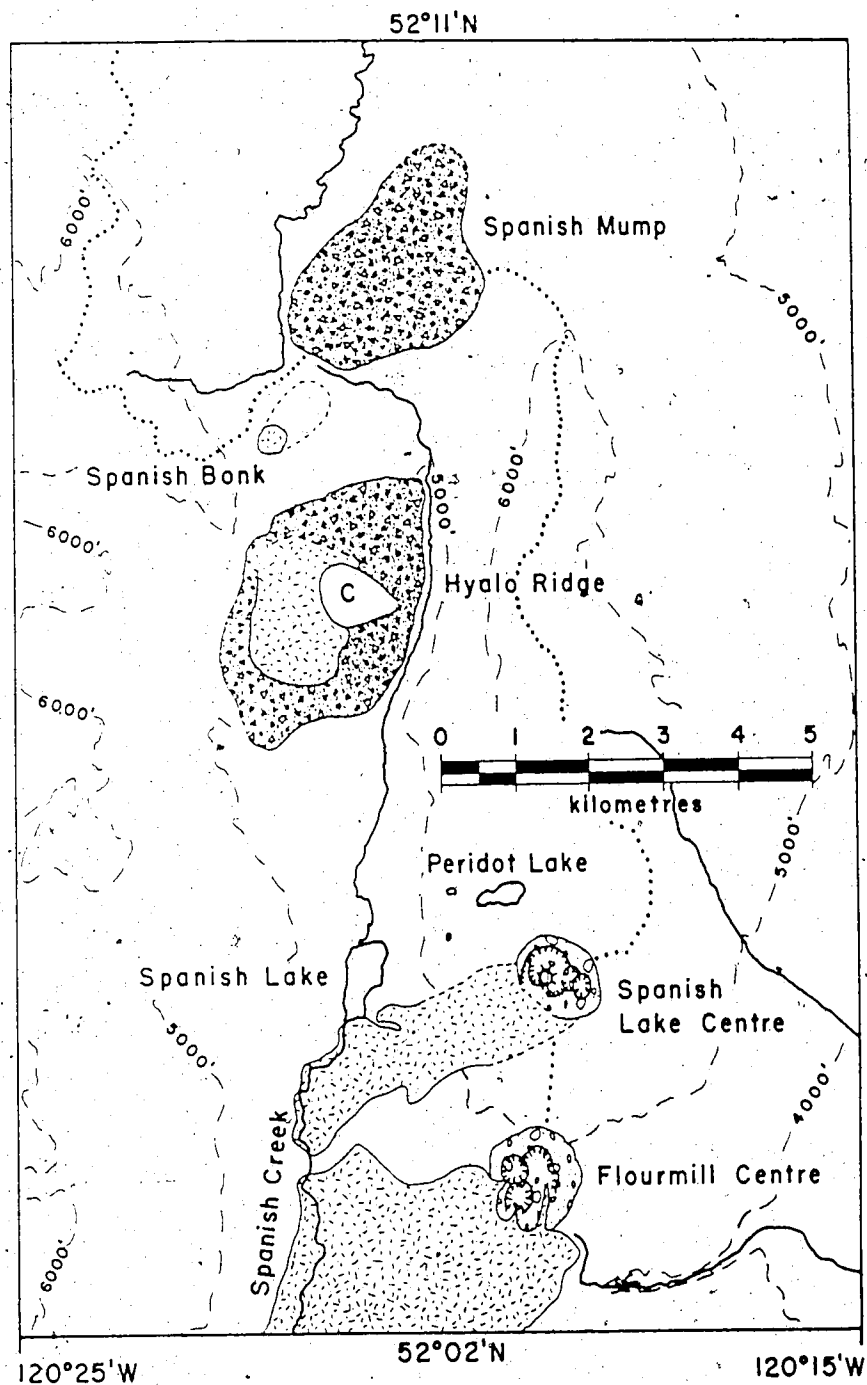 52°11'N
6000'
Spanish Mump
5000'
Spanish Bonk
5000'
6000'
6000'
C
Hyalo Ridge
6000'
0 1 2 3 4 5
kilometres
5000'
Peridot Lake
Spanish Lake
Spanish
Lake Centre
5000'
4000'
Spanish Creek
Flourmill Centre
6000'
120°25'W
52°02'N
120°15'W